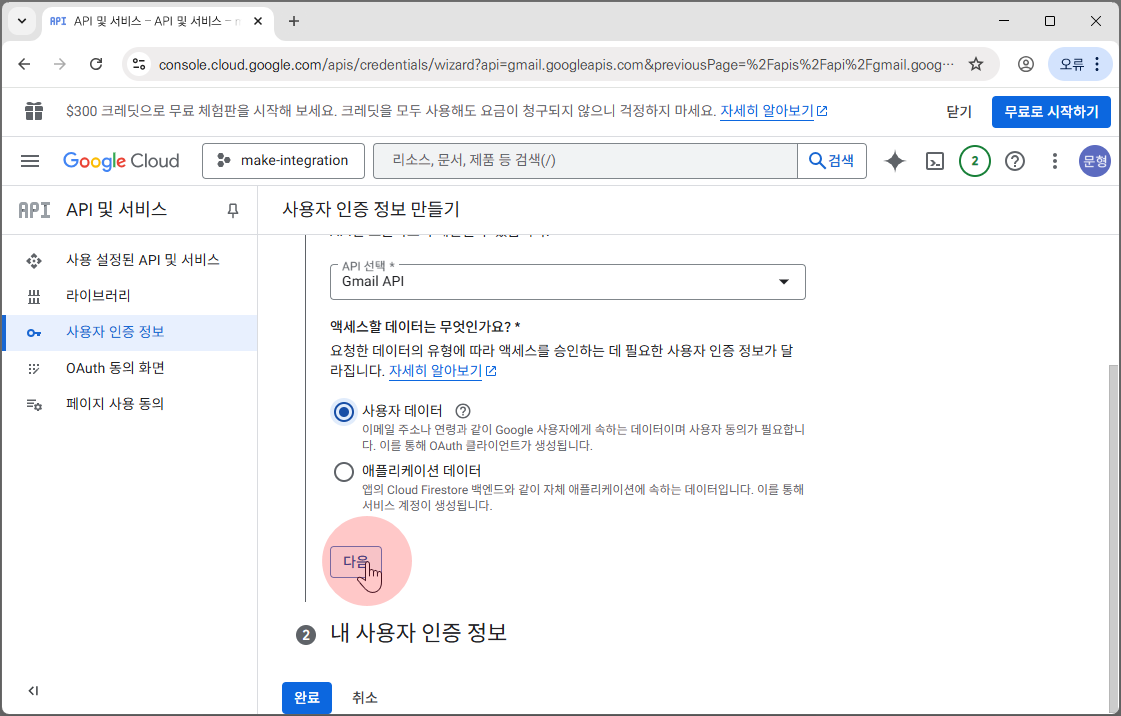 API API 및 서비스 – API 및 서비스 –
console.cloud.google.com/apis/credentials/wizard?api=gmail.googleapis.com&previousPage=%2Fapis%2Fapi%2Fgmail.goog···
오류
$300 크레딧으로 무료 체험판을 시작해 보세요. 크레딧을 모두 사용해도 요금이 청구되지 않으니 걱정하지 마세요. 자세히 알아보기
닫기
무료로 시작하기
Google Cloud
make-integration
리소스, 문서, 제품 등 검색(/)
검색
2
문형
API API 및 서비스
사용자 인증 정보 만들기
사용 설정된 API 및 서비스
라이브러리
사용자 인증 정보
OAuth 동의 화면
페이지 사용 동의
API 선택 *
Gmail API
액세스할 데이터는 무엇인가요? *
요청한 데이터의 유형에 따라 액세스를 승인하는 데 필요한 사용자 인증 정보가 달
라집니다. 자세히 알아보기
사용자 데이터
이메일 주소나 연령과 같이 Google 사용자에게 속하는 데이터이며 사용자 동의가 필요합니
다. 이를 통해 OAuth 클라이언트가 생성됩니다.
애플리케이션 데이터
앱의 Cloud Firestore 백엔드와 같이 자체 애플리케이션에 속하는 데이터입니다. 이를 통해
서비스 계정이 생성됩니다.
다음
2 내 사용자 인증 정보
완료
취소